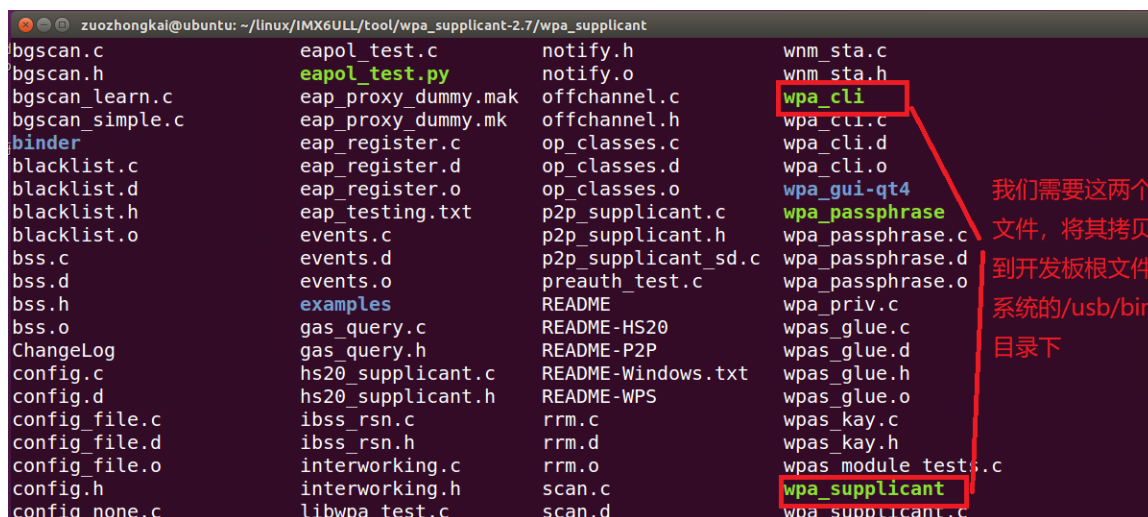 zuozhongkai@ubuntu: ~/linux/IMX6ULL/tool/wpa_supplicant-2.7/wpa_supplicant
bgscan.c eapol_test.c notify.h wnm_sta.c
bgscan.h eapol_test.py notify.o wnm_sta.h
bgscan_learn.c eap_proxy_dummy.mak offchannel.c wpa_cli
bgscan_simple.c eap_proxy_dummy.mk offchannel.h wpa_cli.c
binder eap_register.c op_classes.c wpa_cli.d
blacklist.c eap_register.d op_classes.d wpa_cli.o
blacklist.d eap_register.o op_classes.o wpa_gui-qt4
blacklist.h eap_testing.txt p2p_supplicant.c wpa_passphrase
blacklist.o events.c p2p_supplicant.h wpa_passphrase.c
bss.c events.d p2p_supplicant_sd.c wpa_passphrase.d
bss.d events.o preauth_test.c wpa_passphrase.o
bss.h examples README wpa_priv.c
bss.o gas_query.c README-HS20 wpas_glue.c
ChangeLog gas_query.h README-P2P wpas_glue.d
config.c hs20_supplicant.c README-Windows.txt wpas_glue.h
config.d hs20_supplicant.h README-WPS wpas_glue.o
config_file.c ibss_rsn.c rrm.c wpas_kay.c
config_file.d ibss_rsn.h rrm.d wpas_kay.h
config_file.o interworking.c rrm.o wpas_module_tests.c
config.h interworking.h scan.c wpa_supplicant
config_none.c libwpa_test.c scan.d wpa_supplicant.c
我们需要这两个
文件，将其拷贝
到开发板根文件
系统的/usb/bin
目录下